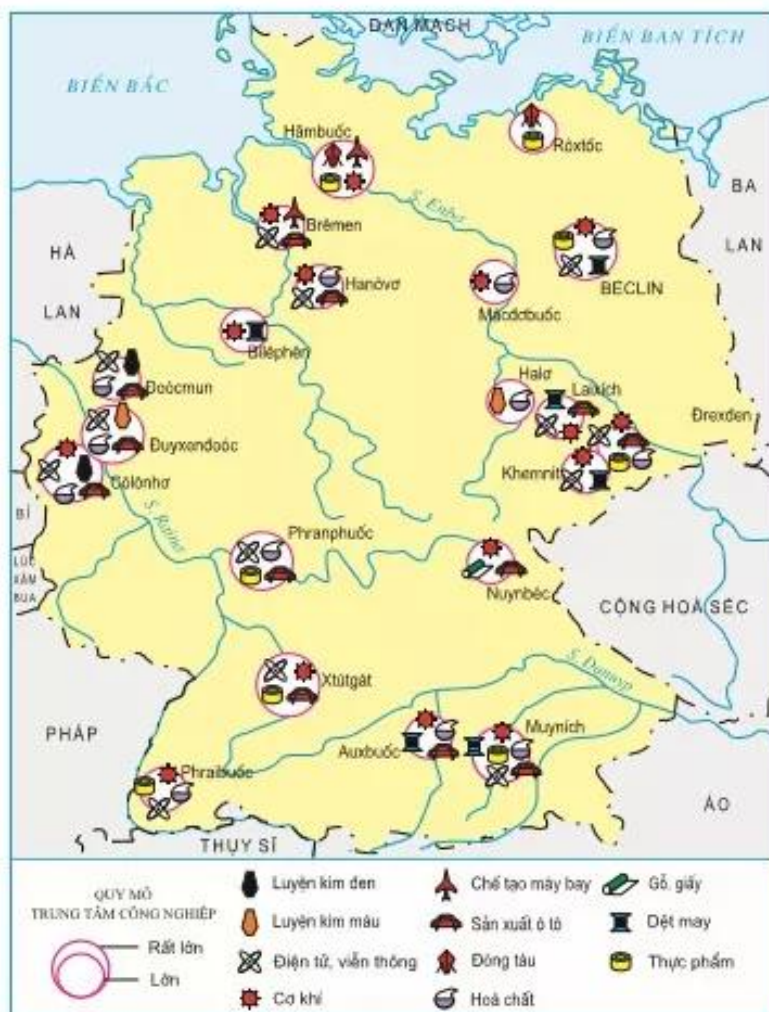 ĐAN MẠCH
BIỂN BAN TÍCH
BIỂN BẮC
Hămbuốc
Rôxtốc
S. Enbơ
BA
LAN
Brêmen
HÀ
LAN
Hanôvơ
BECLIN
Macđơbuốc
Bilêphên
Halơ
Laixích
Đoócmun
Đrexđen
Đuyxenđoóc
Khemnit
Côlônhơ
BỈ
S. Rainơ
Phranphuốc
LÚC
XĂM
BUA
Nuynbéc
CỘNG HOÀ SÉC
Xtútgát
S. Đanuyp
PHÁP
Muyních
Auxbuốc
Phraibuốc
ÁO
THỤY SĨ
QUY MÔ
TRUNG TÂM CÔNG NGHIỆP
Rất lớn
Lớn
Luyện kim đen
Luyện kim màu
Điện tử, viễn thông
Cơ khí
Chế tạo máy bay
Sản xuất ô tô
Đóng tàu
Hoá chất
Gỗ, giấy
Dệt may
Thực phẩm